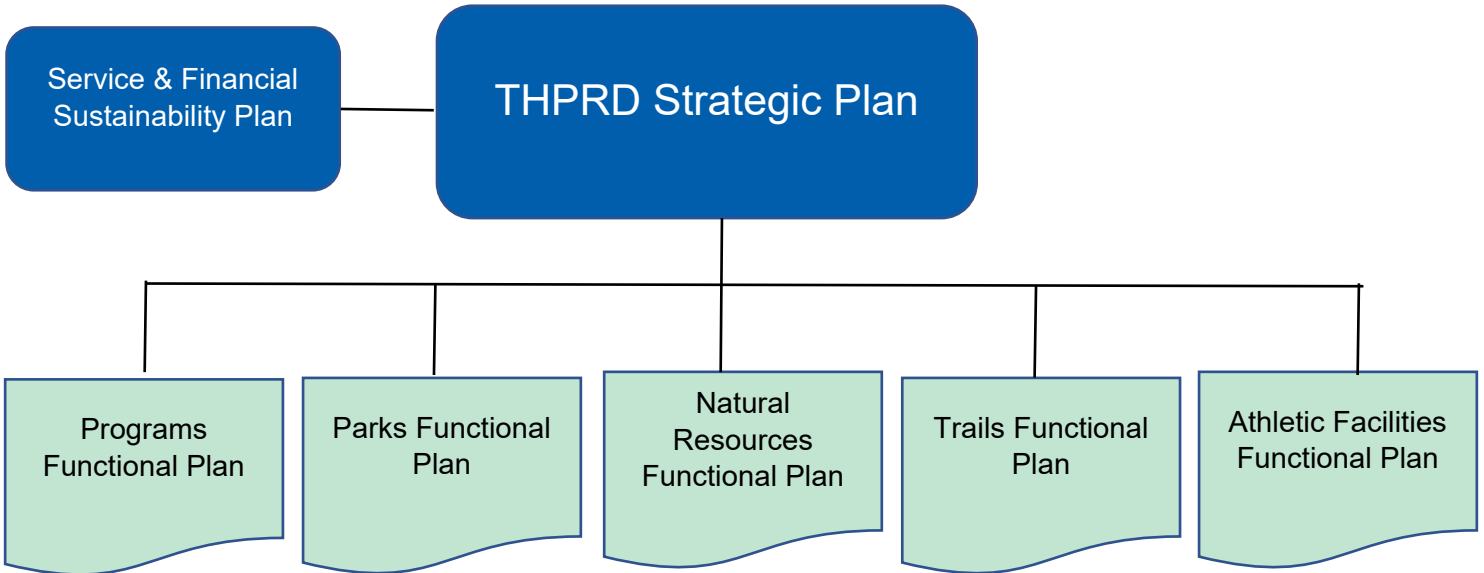 Service & Financial
Sustainability Plan
THPRD Strategic Plan
Programs
Functional Plan
Parks Functional
Plan
Natural
Resources
Functional Plan
Trails Functional
Plan
Athletic Facilities
Functional Plan